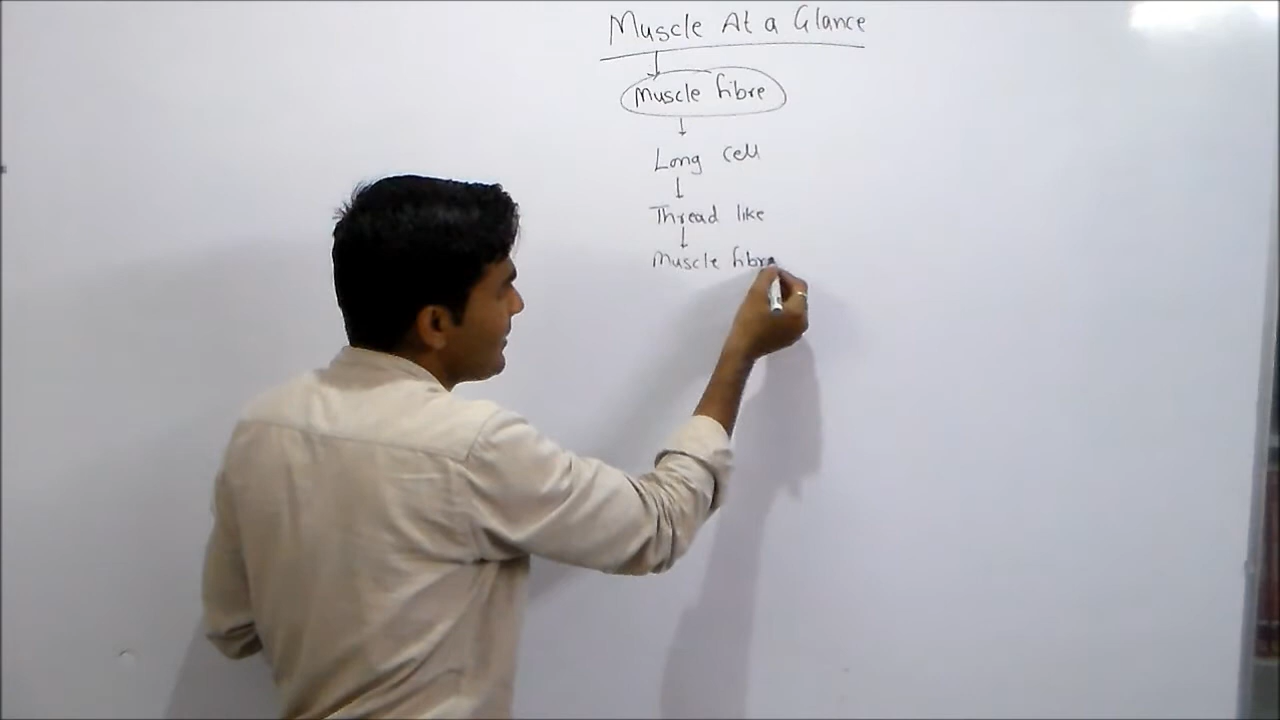 Muscle At a Glance
Muscle fibre
Long cell
Thread like
Muscle fibre